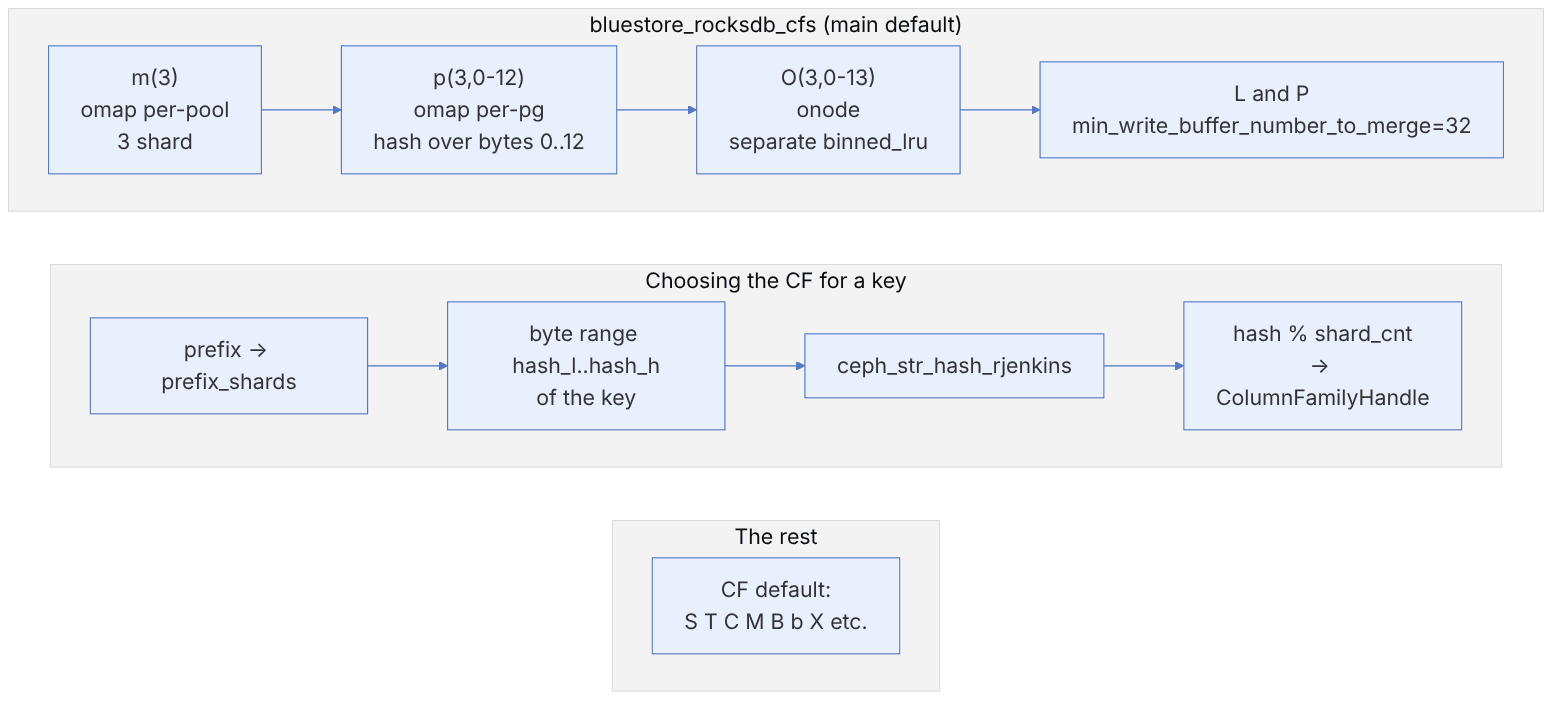 bluestore_rocksdb_cfs (main default)
m(3)
omap per-pool
3 shard
p(3,0-12)
omap per-pg
hash over bytes 0..12
O(3,0-13)
onode
separate binned_lru
L and P
min_write_buffer_number_to_merge=32
Choosing the CF for a key
prefix →
prefix_shards
byte range
hash_l..hash_h
of the key
ceph_str_hash_rjenkins
hash % shard_cnt
→
ColumnFamilyHandle
The rest
CF default:
S T C M B b X etc.